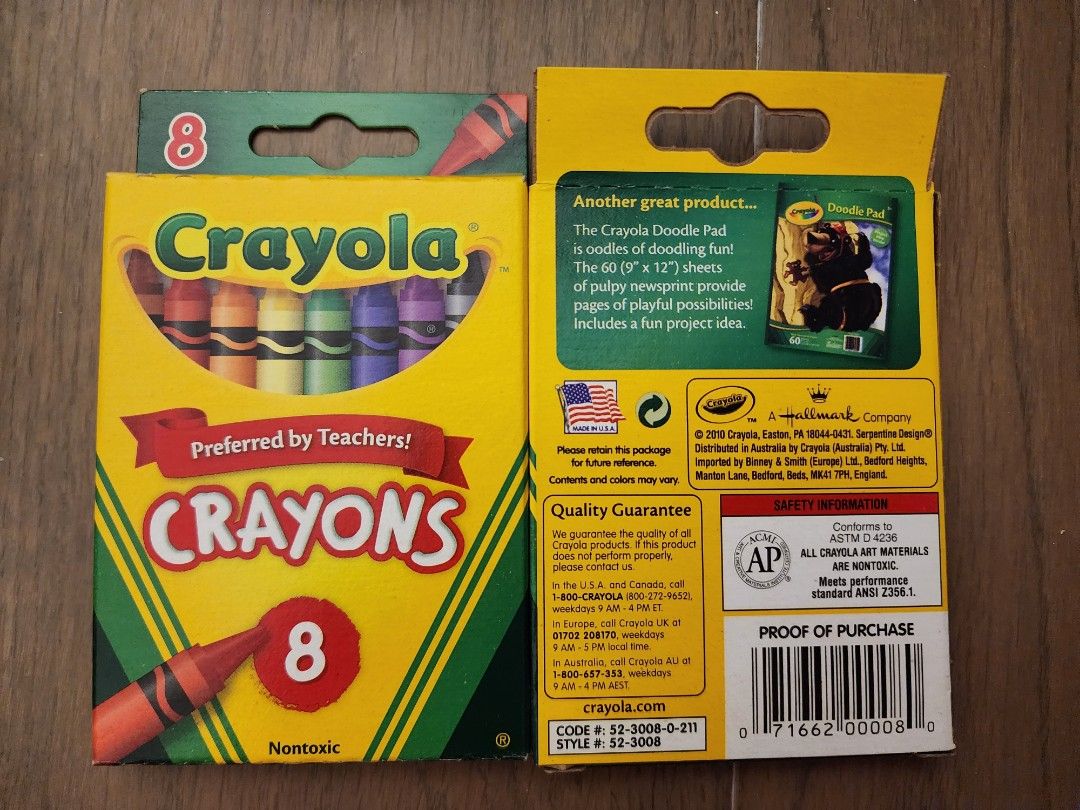 8
Crayola®
™
Preferred by Teachers!
CRAYONS
8
Nontoxic
®
Another great product...
The Crayola Doodle Pad
is oodles of doodling fun!
The 60 (9" x 12") sheets
of pulpy newsprint provide
pages of playful possibilities!
Includes a fun project idea.
Crayola
Doodle Pad
60
MADE IN U.S.A.
Please retain this package
for future reference.
Contents and colors may vary.
Crayola™
A Hallmark Company
© 2010 Crayola, Easton, PA 18044-0431. Serpentine Design®
Distributed in Australia by Crayola (Australia) Pty. Ltd.
Imported by Binney & Smith (Europe) Ltd., Bedford Heights,
Manton Lane, Bedford, Beds, MK41 7PH, England.
Quality Guarantee
We guarantee the quality of all
Crayola products. If this product
does not perform properly,
please contact us.
In the U.S.A. and Canada, call
1-800-CRAYOLA (800-272-9652),
weekdays 9 AM - 4 PM ET.
In Europe, call Crayola UK at
01702 208170, weekdays
9 AM - 5 PM local time.
In Australia, call Crayola AU at
1-800-657-353, weekdays
9 AM - 4 PM AEST.
crayola.com
CODE #: 52-3008-0-211
STYLE #: 52-3008
SAFETY INFORMATION
ACMI
AP
Conforms to
ASTM D 4236
ALL CRAYOLA ART MATERIALS
ARE NONTOXIC.
Meets performance
standard ANSI Z356.1.
PROOF OF PURCHASE
0 71662 00008 0